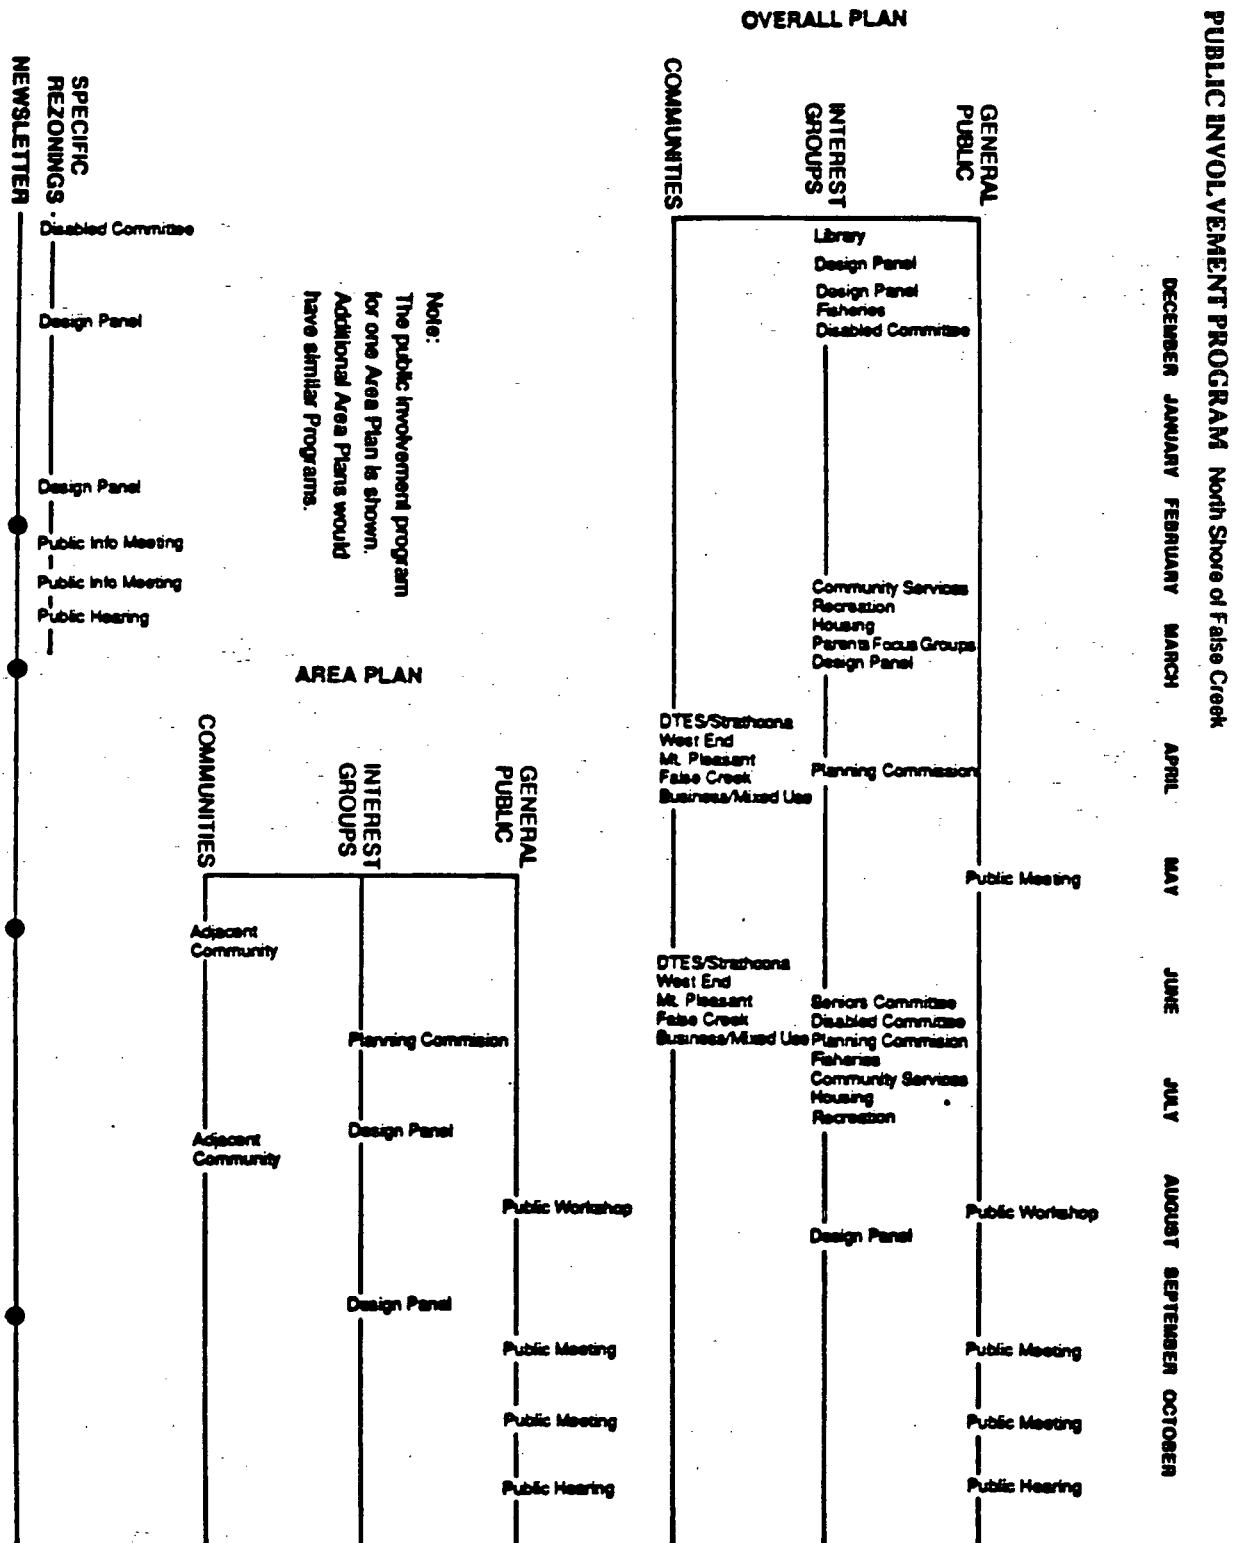 PUBLIC INVOLVEMENT PROGRAM North Shore of False Creek
DECEMBER JANUARY FEBRUARY MARCH APRIL MAY JUNE JULY AUGUST SEPTEMBER OCTOBER
OVERALL PLAN
GENERAL
PUBLIC
Public Meeting
Public Workshop
Public Meeting
Public Meeting
Public Hearing
INTEREST
GROUPS
Library
Design Panel
Design Panel
Fisheries
Disabled Committee
Community Services
Recreation
Housing
Parents Focus Groups
Design Panel
Planning Commission
Seniors Committee
Disabled Committee
Planning Commision
Fisheries
Community Services
Housing
Recreation
Design Panel
COMMUNITIES
DTES/Strathcona
West End
Mt. Pleasant
False Creek
Business/Mixed Use
DTES/Strathcona
West End
Mt. Pleasant
False Creek
Business/Mixed Use
Note:
The public involvement program
for one Area Plan is shown.
Additional Area Plans would
have similar Programs.
AREA PLAN
GENERAL
PUBLIC
Public Workshop
Public Meeting
Public Meeting
Public Hearing
INTEREST
GROUPS
Planning Commision
Design Panel
Design Panel
COMMUNITIES
Adjacent
Community
Adjacent
Community
SPECIFIC
REZONINGS
Disabled Committee
Design Panel
Design Panel
Public Info Meeting
Public Info Meeting
Public Hearing
NEWSLETTER